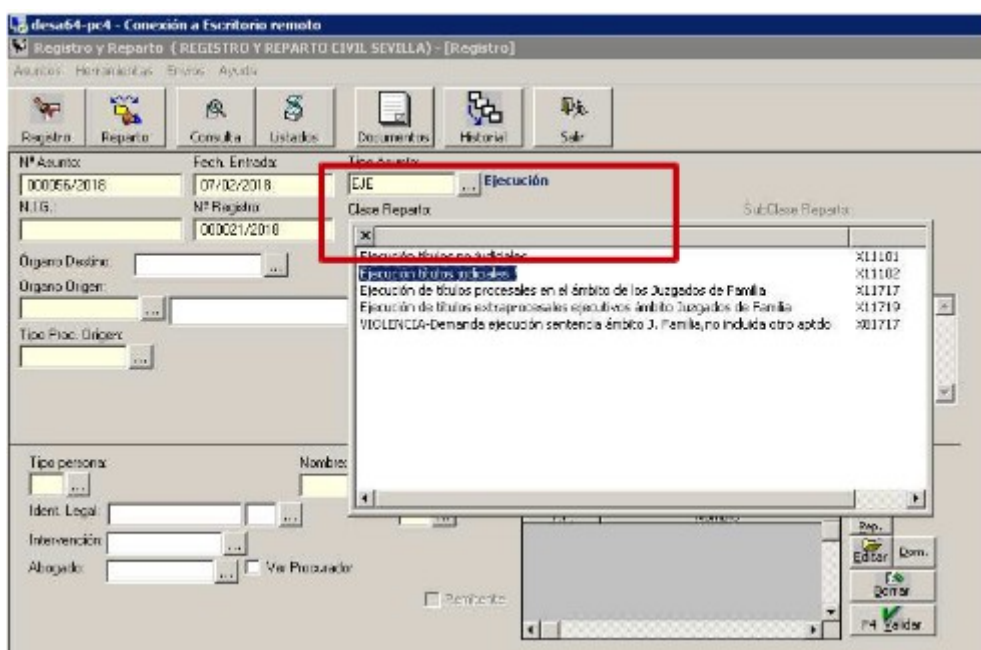 desa64-pc4 - Conexión a Escritorio remoto
Registro y Reparto ( REGISTRO Y REPARTO CIVIL SEVILLA) - [Registro]
Asuntos Herramientas Envios Ayuda
Registro Reparto Consulta Listados Documentos Historial Salir
Nº Asunto: Fech. Entrada: Tipo Asunto:
000056/2018 07/02/2018 EJE ... Ejecución
N.I.G.: Nº Registro: Clase Reparto: SubClase Reparto:
000021/2018
Órgano Destino: ...
Ejecución títulos no judiciales X11101
Ejecución títulos judiciales X11102
Órgano Origen:
Ejecución de títulos procesales en el ámbito de los Juzgados de Familia X11717
... Ejecución de títulos extraprocesales ejecutivos ámbito Juzgados de Familia X11719
VIOLENCIA-Demanda ejecución sentencia ámbito J. Familia,no incluida otro aptdo X01717
Tipo Proc. Origen:
...
Tipo persona: Nombre:
...
Ident. Legal: ...
Nombre
Rep.
Intervención: ...
Editar Dom.
Abogado: ... Ver Procurador
Borrar
Remitente
F4 Validar